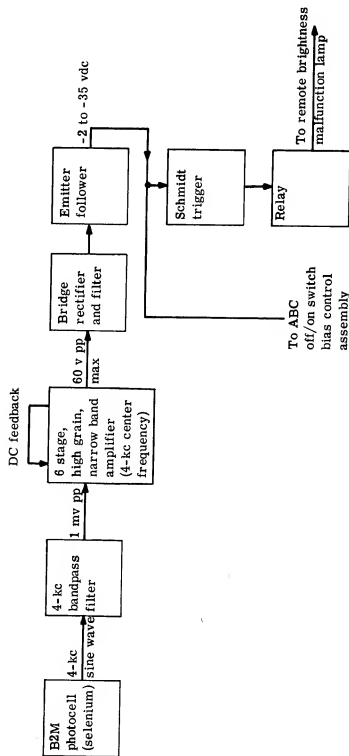 B2M
photocell
(selenium)
4-kc
sine wave
4-kc
bandpass
filter
1 mv pp
DC feedback
6 stage,
high grain,
narrow band
amplifier
(4-kc center
frequency)
60 v pp
max
Bridge
rectifier
and filter
Emitter
follower
-2 to -35 vdc
Schmidt
trigger
Relay
To remote brightness
malfunction lamp
To ABC
off/on switch
bias control
assembly